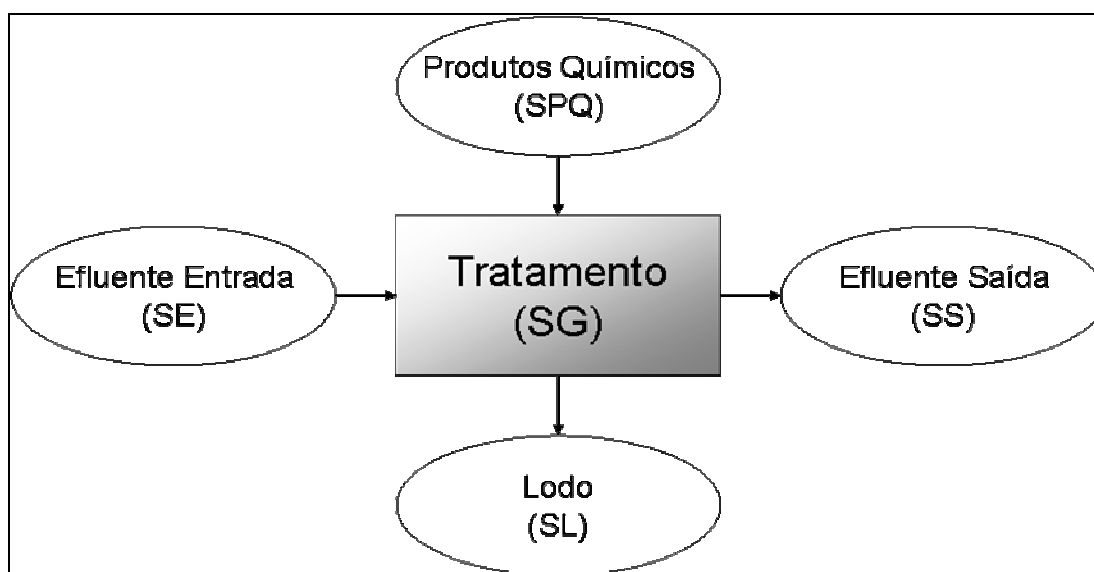 Produtos Químicos
(SPQ)
Efluente Entrada
(SE)
Tratamento
(SG)
Efluente Saída
(SS)
Lodo
(SL)